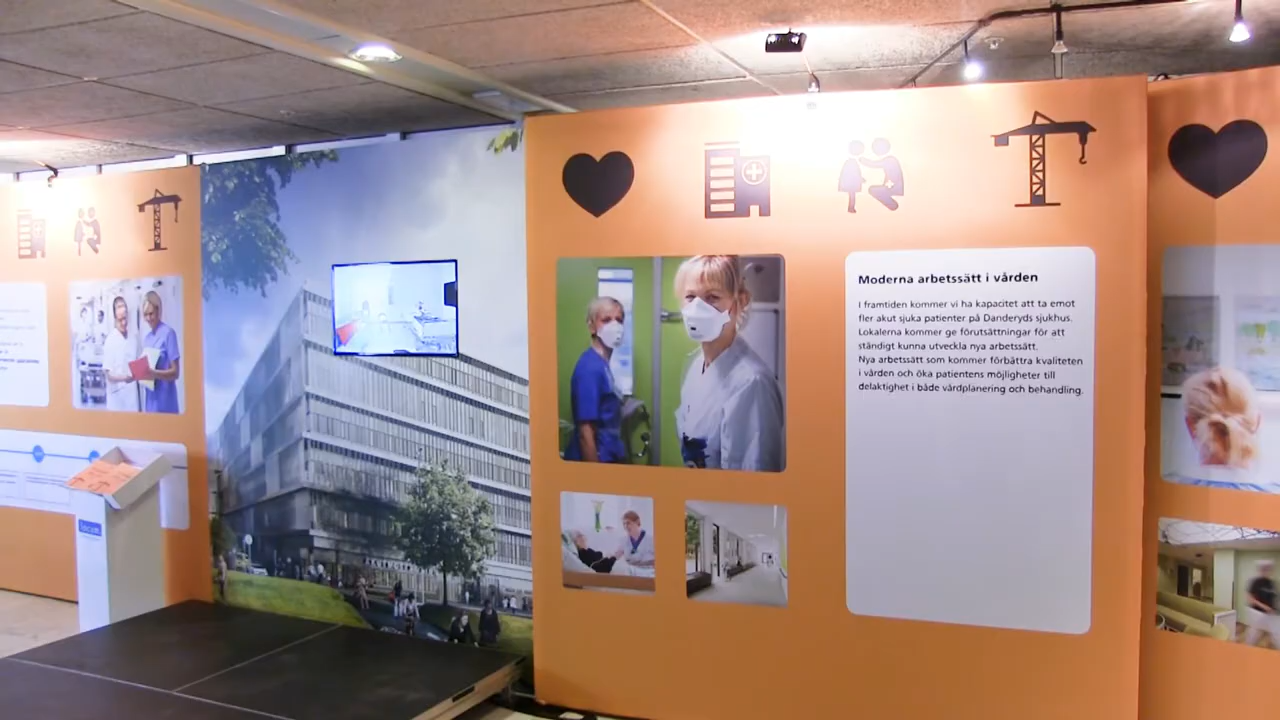 Moderna arbetssätt i vården
I framtiden kommer vi ha kapacitet att ta emot
fler akut sjuka patienter på Danderyds sjukhus.
Lokalerna kommer ge förutsättningar för att
ständigt kunna utveckla nya arbetssätt.
Nya arbetssätt som kommer förbättra kvaliteten
i vården och öka patientens möjligheter till
delaktighet i både vårdplanering och behandling.
locum